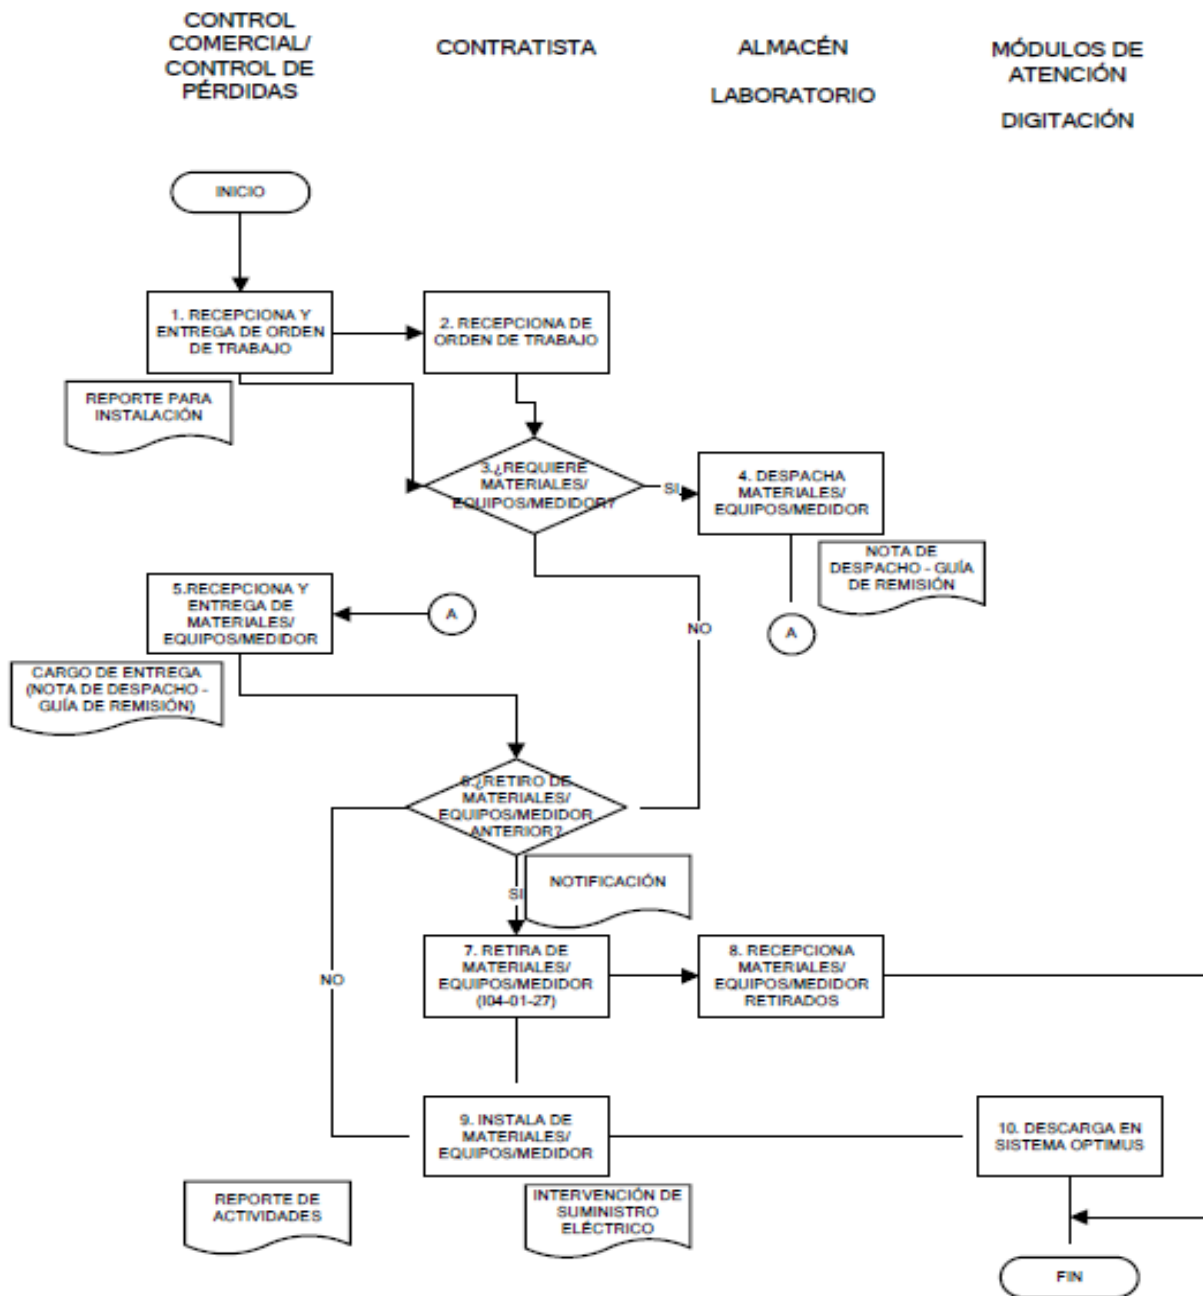 CONTROL
COMERCIAL/
CONTROL DE
PÉRDIDAS
CONTRATISTA
ALMACÉN
LABORATORIO
MÓDULOS DE
ATENCIÓN
DIGITACIÓN
INICIO
1. RECEPCIONA Y
ENTREGA DE ORDEN
DE TRABAJO
2. RECEPCIONA DE
ORDEN DE TRABAJO
REPORTE PARA
INSTALACIÓN
3.¿REQUIERE
MATERIALES/
EQUIPOS/MEDIDOR?
SI
4. DESPACHA
MATERIALES/
EQUIPOS/MEDIDOR
NOTA DE
DESPACHO - GUÍA
DE REMISIÓN
5.RECEPCIONA Y
ENTREGA DE
MATERIALES/
EQUIPOS/MEDIDOR
A
A
NO
CARGO DE ENTREGA
(NOTA DE DESPACHO -
GUÍA DE REMISIÓN)
6.¿RETIRO DE
MATERIALES/
EQUIPOS/MEDIDOR
ANTERIOR?
NOTIFICACIÓN
SI
NO
7. RETIRA DE
MATERIALES/
EQUIPOS/MEDIDOR
(I04-01-27)
8. RECEPCIONA
MATERIALES/
EQUIPOS/MEDIDOR
RETIRADOS
9. INSTALA DE
MATERIALES/
EQUIPOS/MEDIDOR
10. DESCARGA EN
SISTEMA OPTIMUS
REPORTE DE
ACTIVIDADES
INTERVENCIÓN DE
SUMINISTRO
ELÉCTRICO
FIN